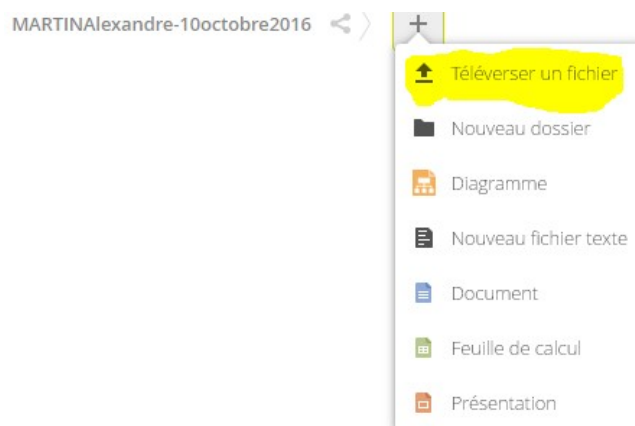 MARTINAlexandre-10octobre2016
Téléverser un fichier
Nouveau dossier
Diagramme
Nouveau fichier texte
Document
Feuille de calcul
Présentation